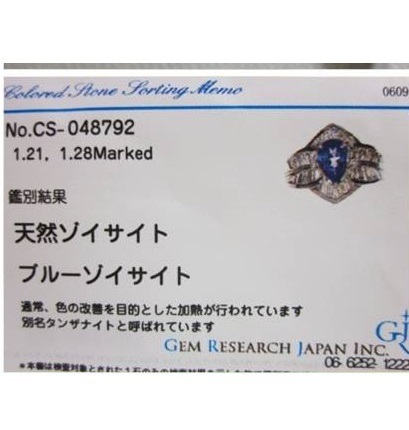 Colored Stone Sorting Memo
0609
No.CS-048792
1.21, 1.28Marked
鑑別結果
天然ゾイサイト
ブルーゾイサイト
通常、色の改善を目的とした加熱が行われています
別名タンザナイトと呼ばれています
GJ
GEM RESEARCH JAPAN INC.
06-6252-1222